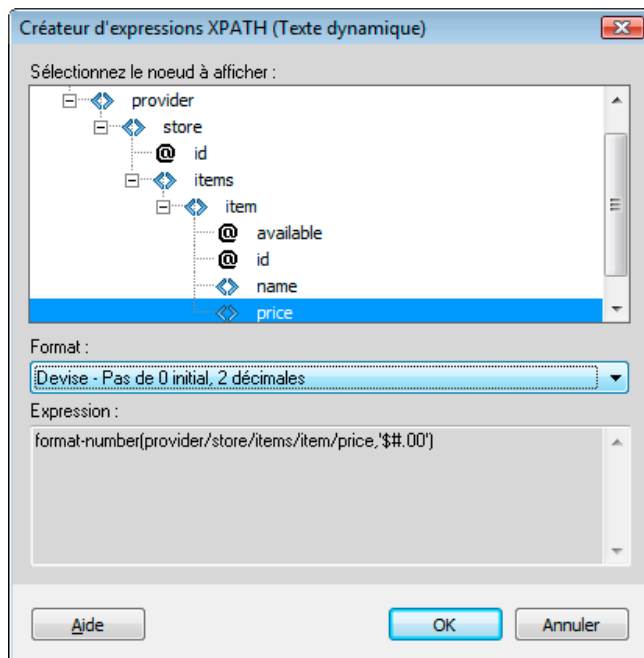 Créateur d'expressions XPATH (Texte dynamique)
Sélectionnez le noeud à afficher :
provider
store
@ id
items
item
@ available
@ id
name
price
Format :
Devise - Pas de 0 initial, 2 décimales
Expression :
format-number(provider/store/items/item/price,'$#.00')
Aide
OK
Annuler